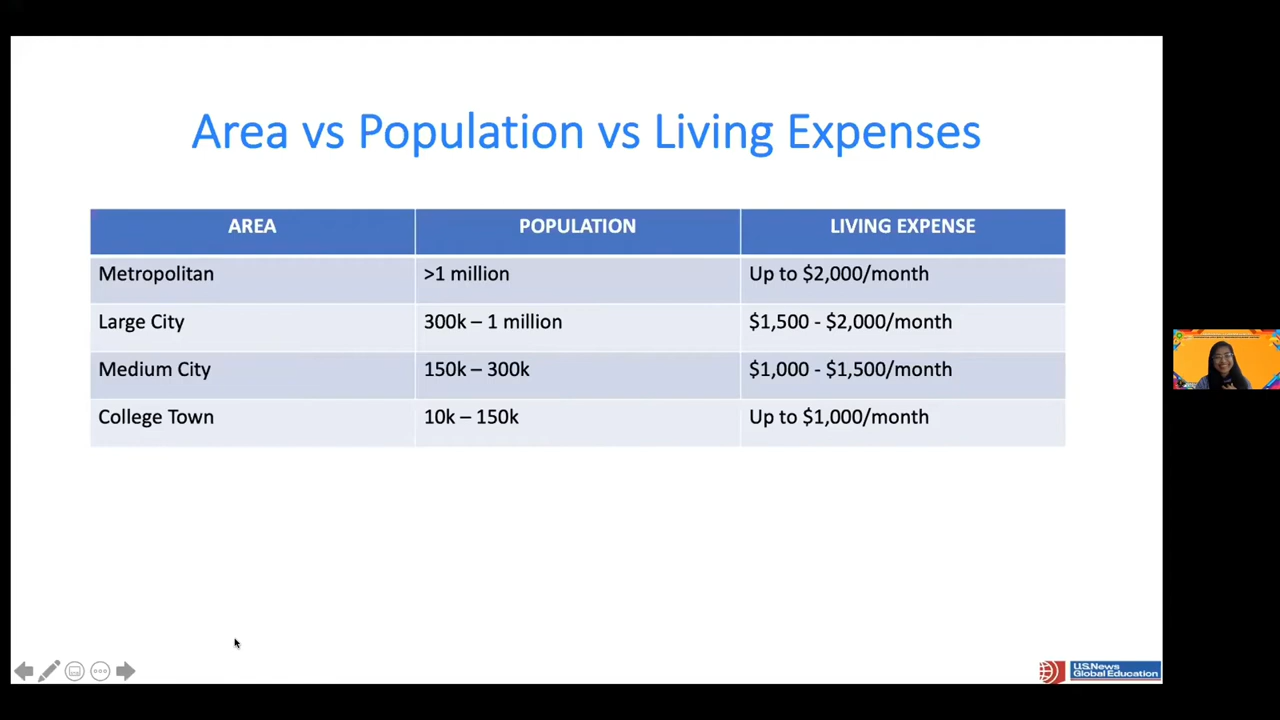 Area vs Population vs Living Expenses
AREA POPULATION LIVING EXPENSE
Metropolitan >1 million Up to $2,000/month
Large City 300k – 1 million $1,500 - $2,000/month
Medium City 150k – 300k $1,000 - $1,500/month
College Town 10k – 150k Up to $1,000/month
U.S.News
Global Education